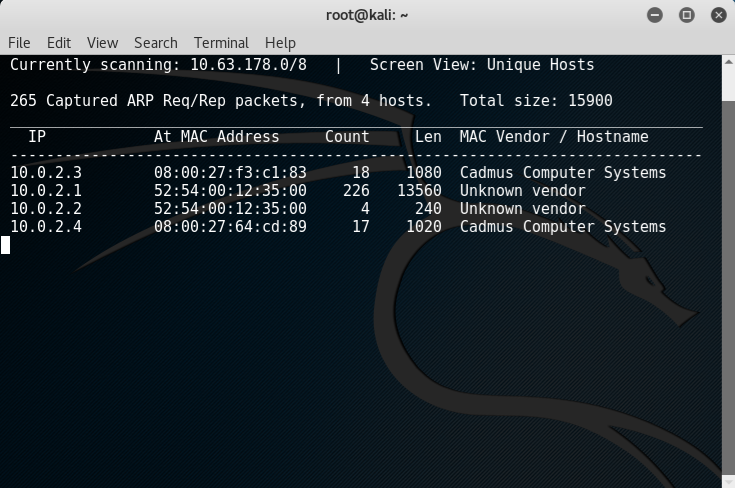 root@kali: ~
File Edit View Search Terminal Help
Currently scanning: 10.63.178.0/8 | Screen View: Unique Hosts
265 Captured ARP Req/Rep packets, from 4 hosts. Total size: 15900
_____________________________________________________________________________
IP At MAC Address Count Len MAC Vendor / Hostname
-----------------------------------------------------------------------------
10.0.2.3 08:00:27:f3:c1:83 18 1080 Cadmus Computer Systems
10.0.2.1 52:54:00:12:35:00 226 13560 Unknown vendor
10.0.2.2 52:54:00:12:35:00 4 240 Unknown vendor
10.0.2.4 08:00:27:64:cd:89 17 1020 Cadmus Computer Systems